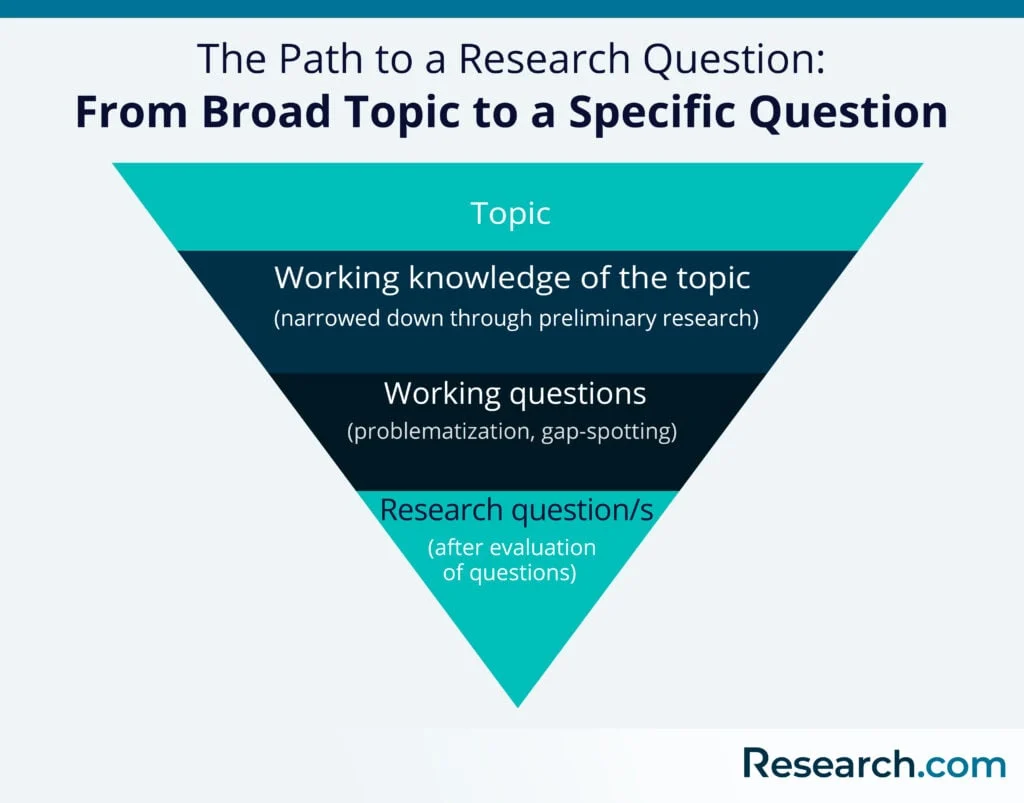 The Path to a Research Question:
From Broad Topic to a Specific Question
Topic
Working knowledge of the topic
(narrowed down through preliminary research)
Working questions
(problematization, gap-spotting)
Research question/s
(after evaluation
of questions)
Research.com